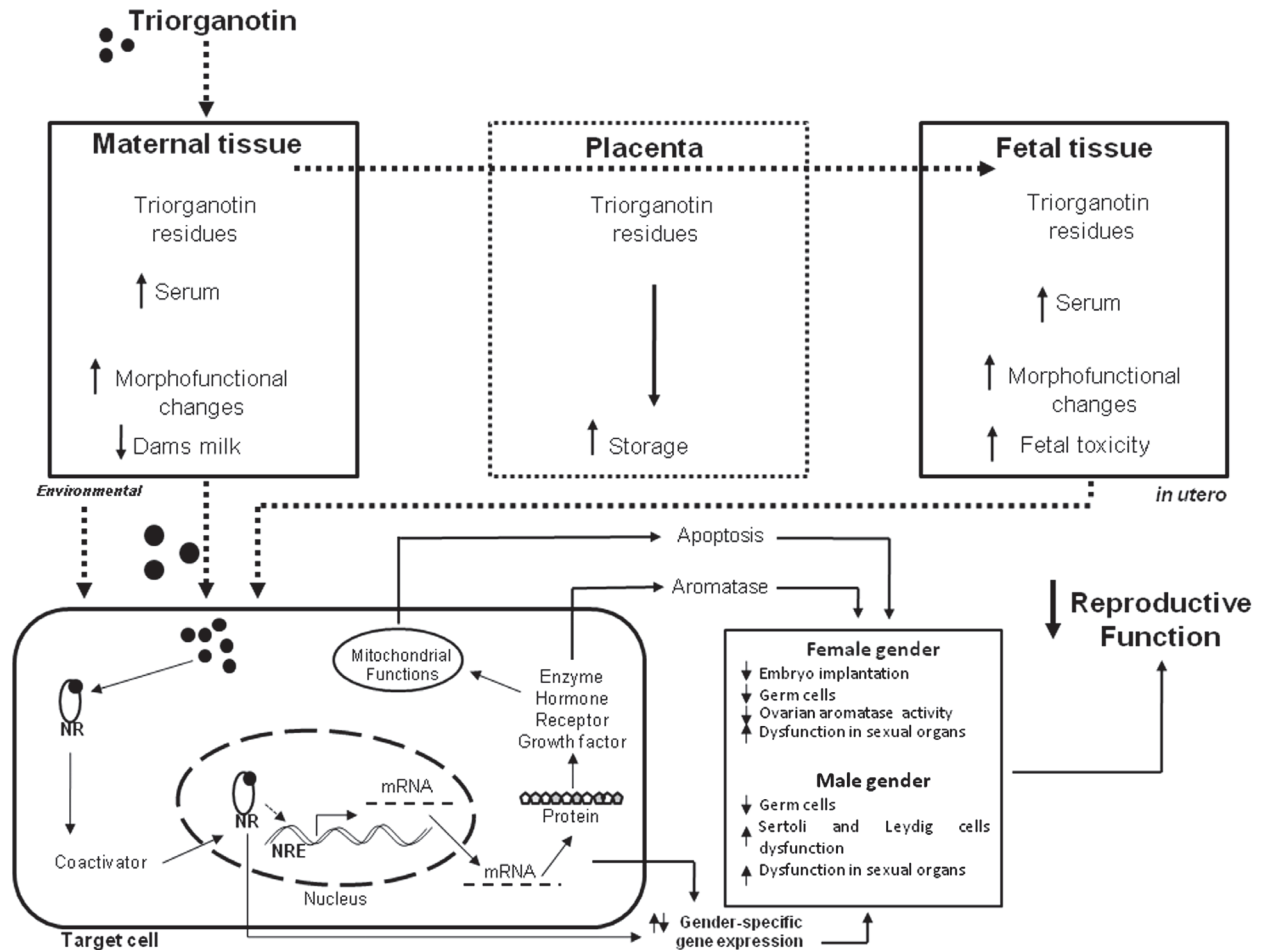 Triorganotin
Maternal tissue
Triorganotin
residues
Serum
Morphofunctional
changes
Dams milk
Placenta
Triorganotin
residues
Storage
Fetal tissue
Triorganotin
residues
Serum
Morphofunctional
changes
Fetal toxicity
Environmental
in utero
Apoptosis
Aromatase
Mitochondrial
Functions
Enzyme
Hormone
Receptor
Growth factor
NR
Coactivator
NR
NRE
mRNA
Nucleus
mRNA
Protein
Target cell
Gender-specific
gene expression
Female gender
Embryo implantation
Germ cells
Ovarian aromatase activity
Dysfunction in sexual organs
Male gender
Germ cells
Sertoli and Leydig cells
dysfunction
Dysfunction in sexual organs
Reproductive
Function